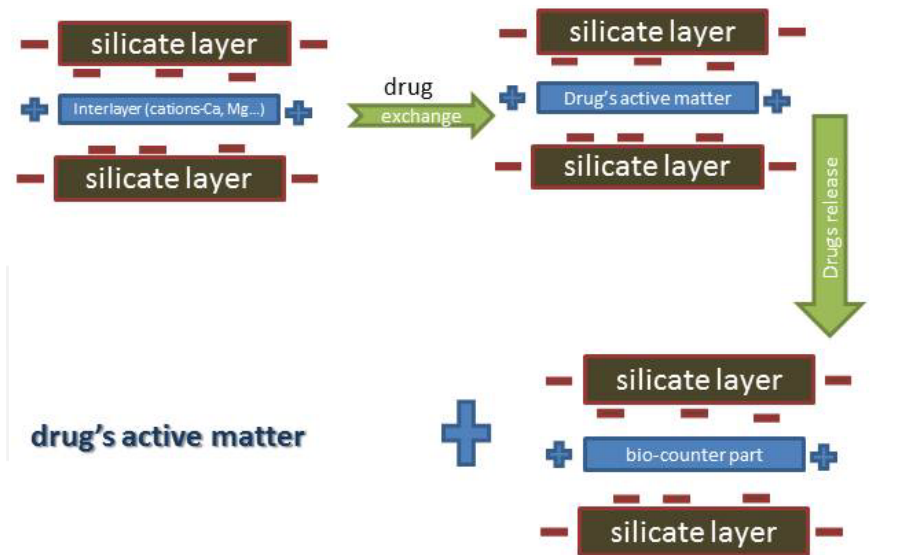 silicate layer
Interlayer (cations-Ca, Mg...)
silicate layer
drug
exchange
silicate layer
Drug's active matter
silicate layer
Drugs release
drug's active matter
silicate layer
bio-counter part
silicate layer